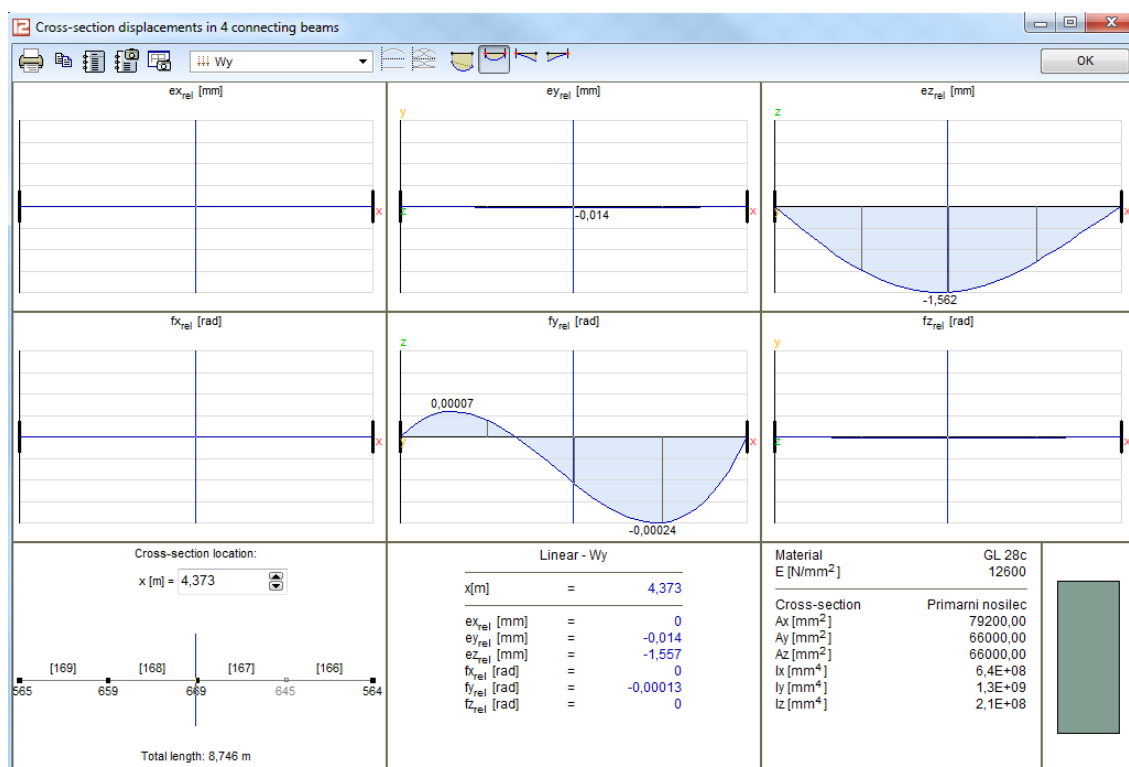 Cross-section displacements in 4 connecting beams
Wy
OK
ex_rel [mm]
x
ey_rel [mm]
y
z
x
-0,014
ez_rel [mm]
z
y
x
-1,562
fx_rel [rad]
x
fy_rel [rad]
z
0,00007
y
x
-0,00024
fz_rel [rad]
y
z
x
Cross-section location:
x [m] = 4,373
[169] [168] [167] [166]
565 659 669 645 564
Total length: 8,746 m
Linear - Wy
x[m] = 4,373
ex_rel [mm] = 0
ey_rel [mm] = -0,014
ez_rel [mm] = -1,557
fx_rel [rad] = 0
fy_rel [rad] = -0,00013
fz_rel [rad] = 0
Material GL 28c
E [N/mm²] 12600
Cross-section Primarni nosilec
Ax [mm²] 79200,00
Ay [mm²] 66000,00
Az [mm²] 66000,00
Ix [mm⁴] 6,4E+08
Iy [mm⁴] 1,3E+09
Iz [mm⁴] 2,1E+08